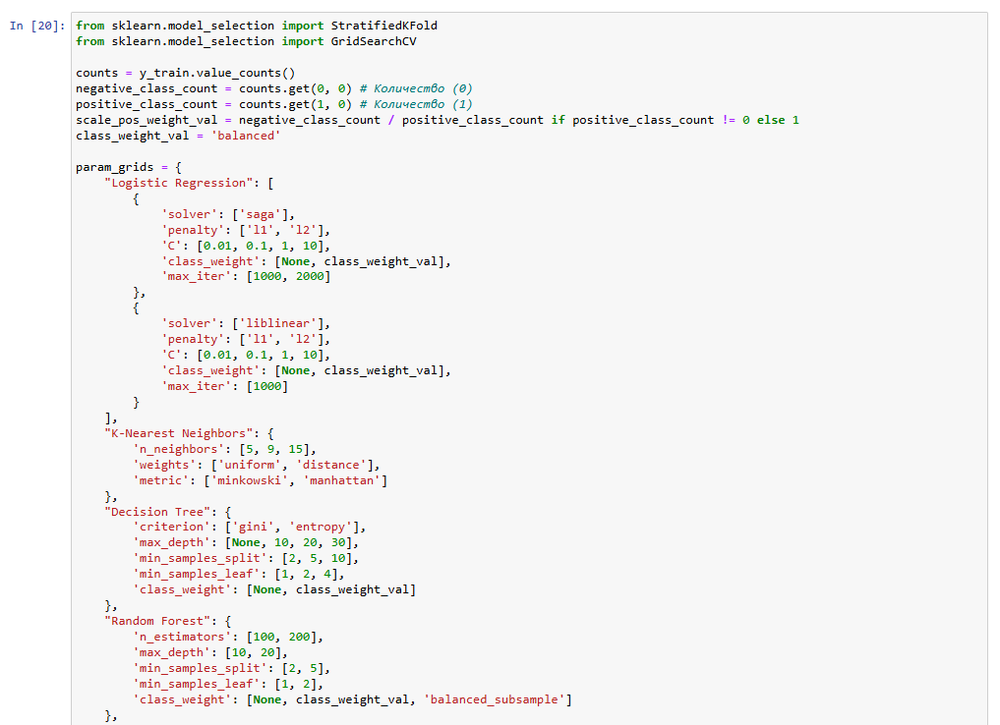 In [20]: from sklearn.model_selection import StratifiedKFold
from sklearn.model_selection import GridSearchCV

counts = y_train.value_counts()
negative_class_count = counts.get(0, 0) # Количество (0)
positive_class_count = counts.get(1, 0) # Количество (1)
scale_pos_weight_val = negative_class_count / positive_class_count if positive_class_count != 0 else 1
class_weight_val = 'balanced'

param_grids = {
    "Logistic Regression": [
        {
            'solver': ['saga'],
            'penalty': ['l1', 'l2'],
            'C': [0.01, 0.1, 1, 10],
            'class_weight': [None, class_weight_val],
            'max_iter': [1000, 2000]
        },
        {
            'solver': ['liblinear'],
            'penalty': ['l1', 'l2'],
            'C': [0.01, 0.1, 1, 10],
            'class_weight': [None, class_weight_val],
            'max_iter': [1000]
        }
    ],
    "K-Nearest Neighbors": {
        'n_neighbors': [5, 9, 15],
        'weights': ['uniform', 'distance'],
        'metric': ['minkowski', 'manhattan']
    },
    "Decision Tree": {
        'criterion': ['gini', 'entropy'],
        'max_depth': [None, 10, 20, 30],
        'min_samples_split': [2, 5, 10],
        'min_samples_leaf': [1, 2, 4],
        'class_weight': [None, class_weight_val]
    },
    "Random Forest": {
        'n_estimators': [100, 200],
        'max_depth': [10, 20],
        'min_samples_split': [2, 5],
        'min_samples_leaf': [1, 2],
        'class_weight': [None, class_weight_val, 'balanced_subsample']
    },